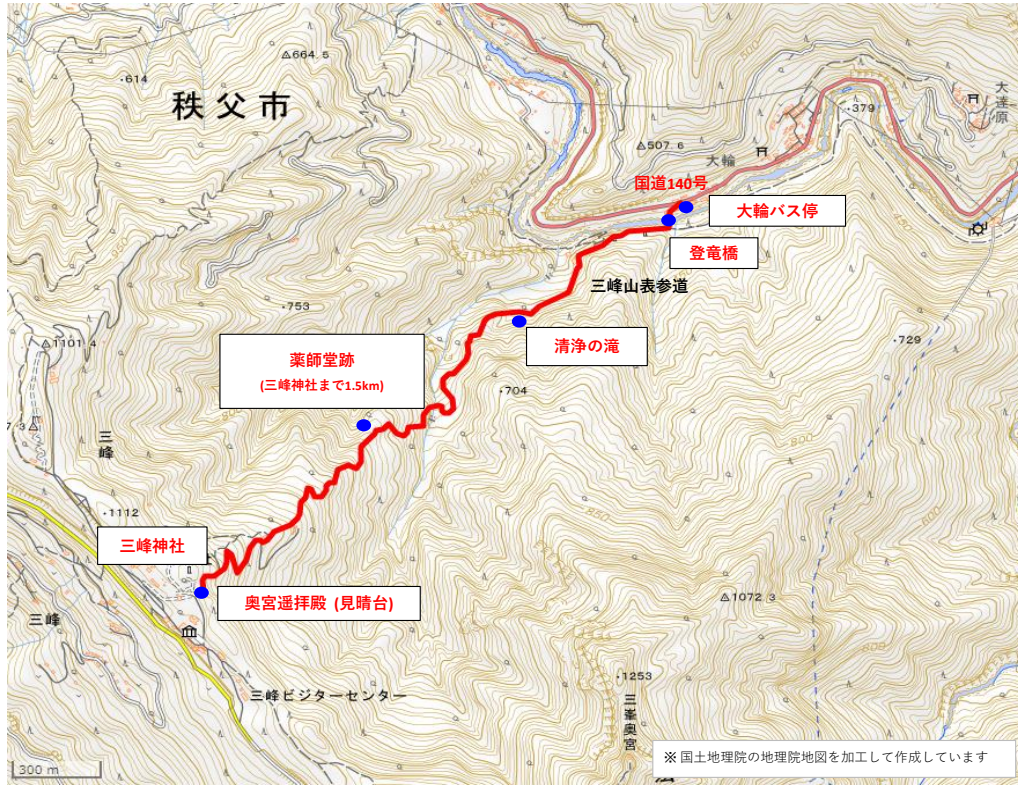 △664.5
・614
秩父市
大達原
・379
△507.6
大輪
国道140号
大輪バス停
登竜橋
三峰山表参道
・753
清浄の滝
・729
△1101.4
薬師堂跡
(三峰神社まで1.5km)
・704
三峰
・1112
三峰神社
奥宮遥拝殿 (見晴台)
△1072.3
三峰
・1253
三峰ビジターセンター
三峯奥宮
※ 国土地理院の地理院地図を加工して作成しています
300 m